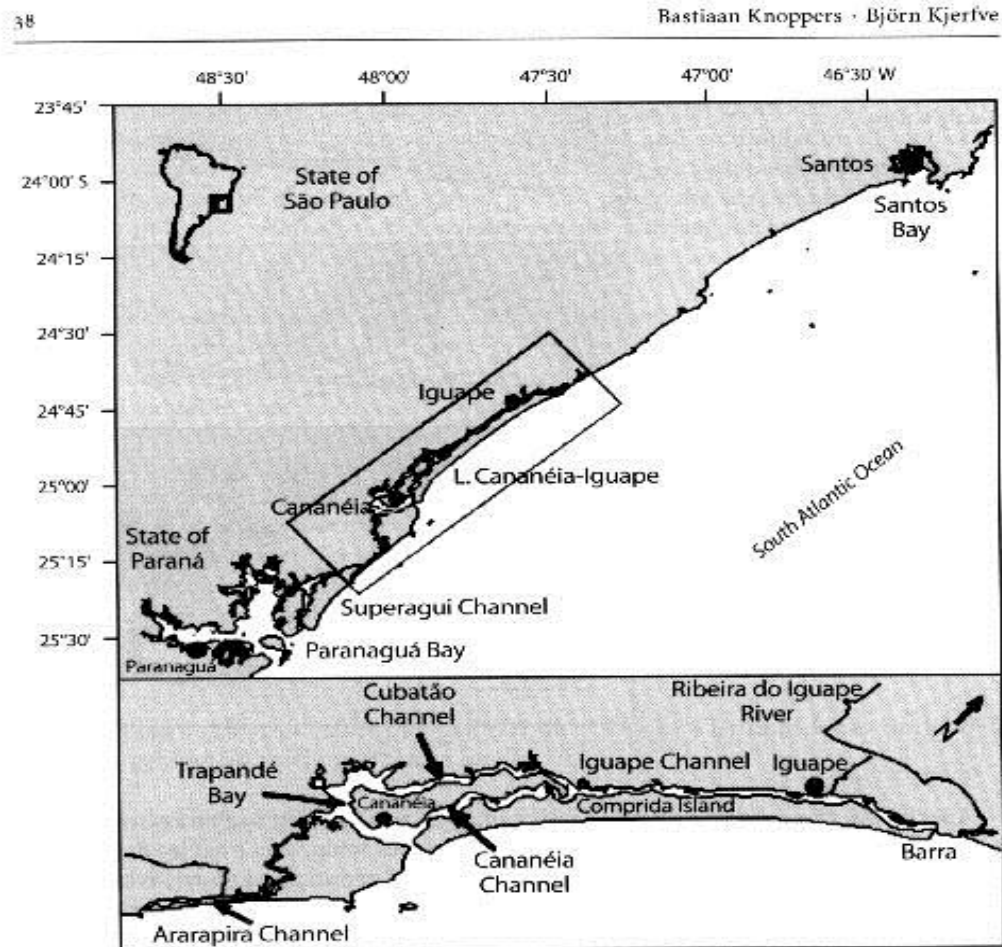 38
Bastiaan Knoppers · Björn Kjerfve
48°30'
48°00'
47°30'
47°00'
46°30' W
23°45'
24°00' S
24°15'
24°30'
24°45'
25°00'
25°15'
25°30'
State of
São Paulo
Santos
Santos
Bay
Iguape
L. Cananéia-Iguape
Cananéia
South Atlantic Ocean
State of
Paraná
Superagui Channel
Paranaguá Bay
Paranaguá
Cubatão
Channel
Ribeira do Iguape
River
N
Trapandé
Bay
Iguape Channel
Iguape
Cananéia
Comprida Island
Barra
Cananéia
Channel
Ararapira Channel